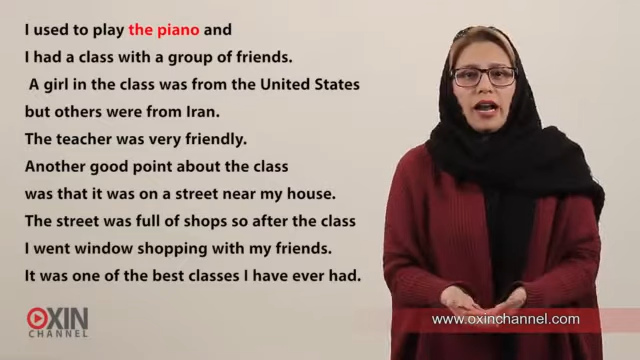 I used to play the piano and
I had a class with a group of friends.
A girl in the class was from the United States
but others were from Iran.
The teacher was very friendly.
Another good point about the class
was that it was on a street near my house.
The street was full of shops so after the class
I went window shopping with my friends.
It was one of the best classes I have ever had.
OXIN
CHANNEL
www.oxinchannel.com